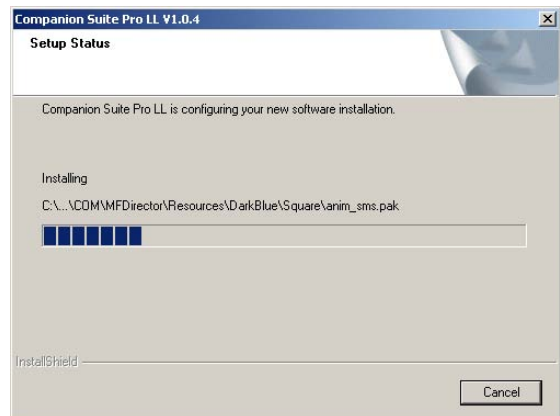 Companion Suite Pro LL V1.0.4
Setup Status
Companion Suite Pro LL is configuring your new software installation.
Installing
C:\...\COM\MFDirector\Resources\DarkBlue\Square\anim_sms.pak
InstallShield
Cancel